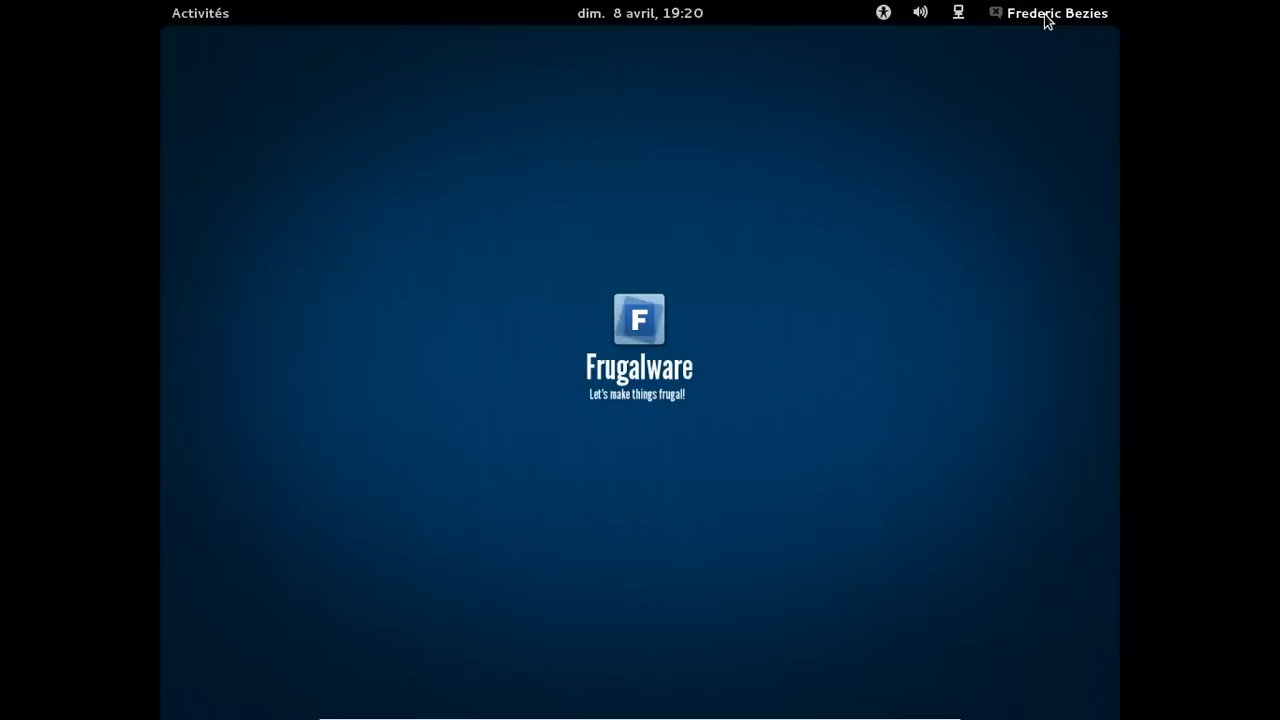 Activités dim. 8 avril, 19:20 Frederic Bezies
F
Frugalware
Let's make things frugal!